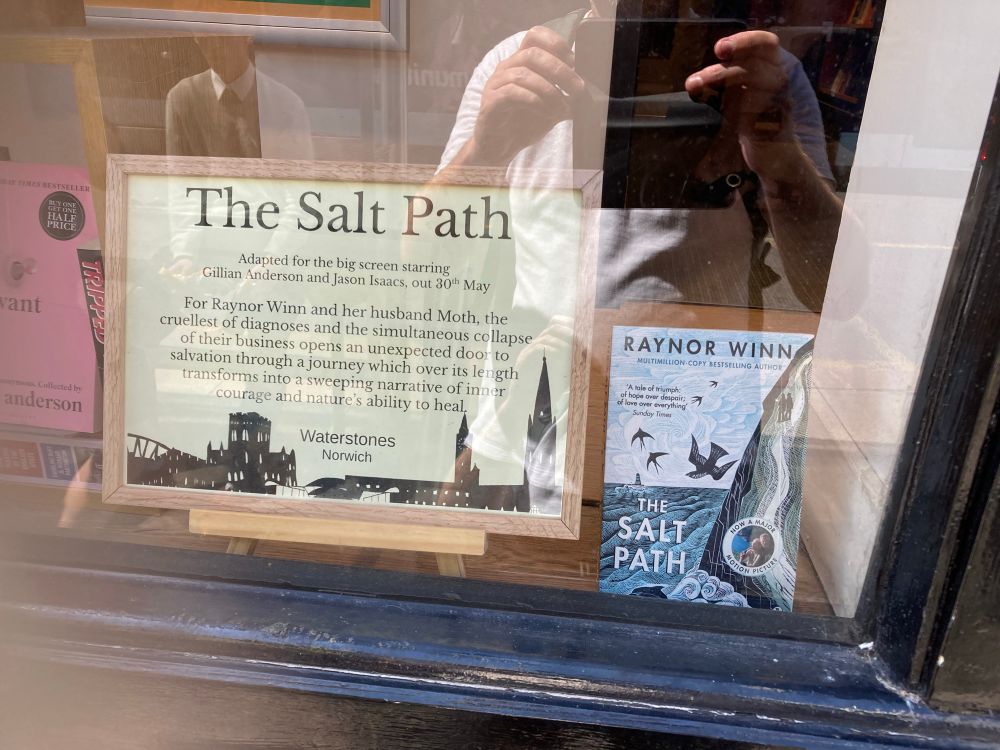 TIMES BESTSELLER
BUY ONE
GET ONE
HALF
PRICE
TRIPPED
want
Collected by
anderson
The Salt Path
Adapted for the big screen starring
Gillian Anderson and Jason Isaacs, out 30th May
For Raynor Winn and her husband Moth, the
cruellest of diagnoses and the simultaneous collapse
of their business opens an unexpected door to
salvation through a journey which over its length
transforms into a sweeping narrative of inner
courage and nature's ability to heal.
Waterstones
Norwich
RAYNOR WINN
MULTIMILLION-COPY BESTSELLING AUTHOR
'A tale of triumph:
of hope over despair;
of love over everything'
Sunday Times
THE
SALT
PATH
NOW A MAJOR
MOTION PICTURE